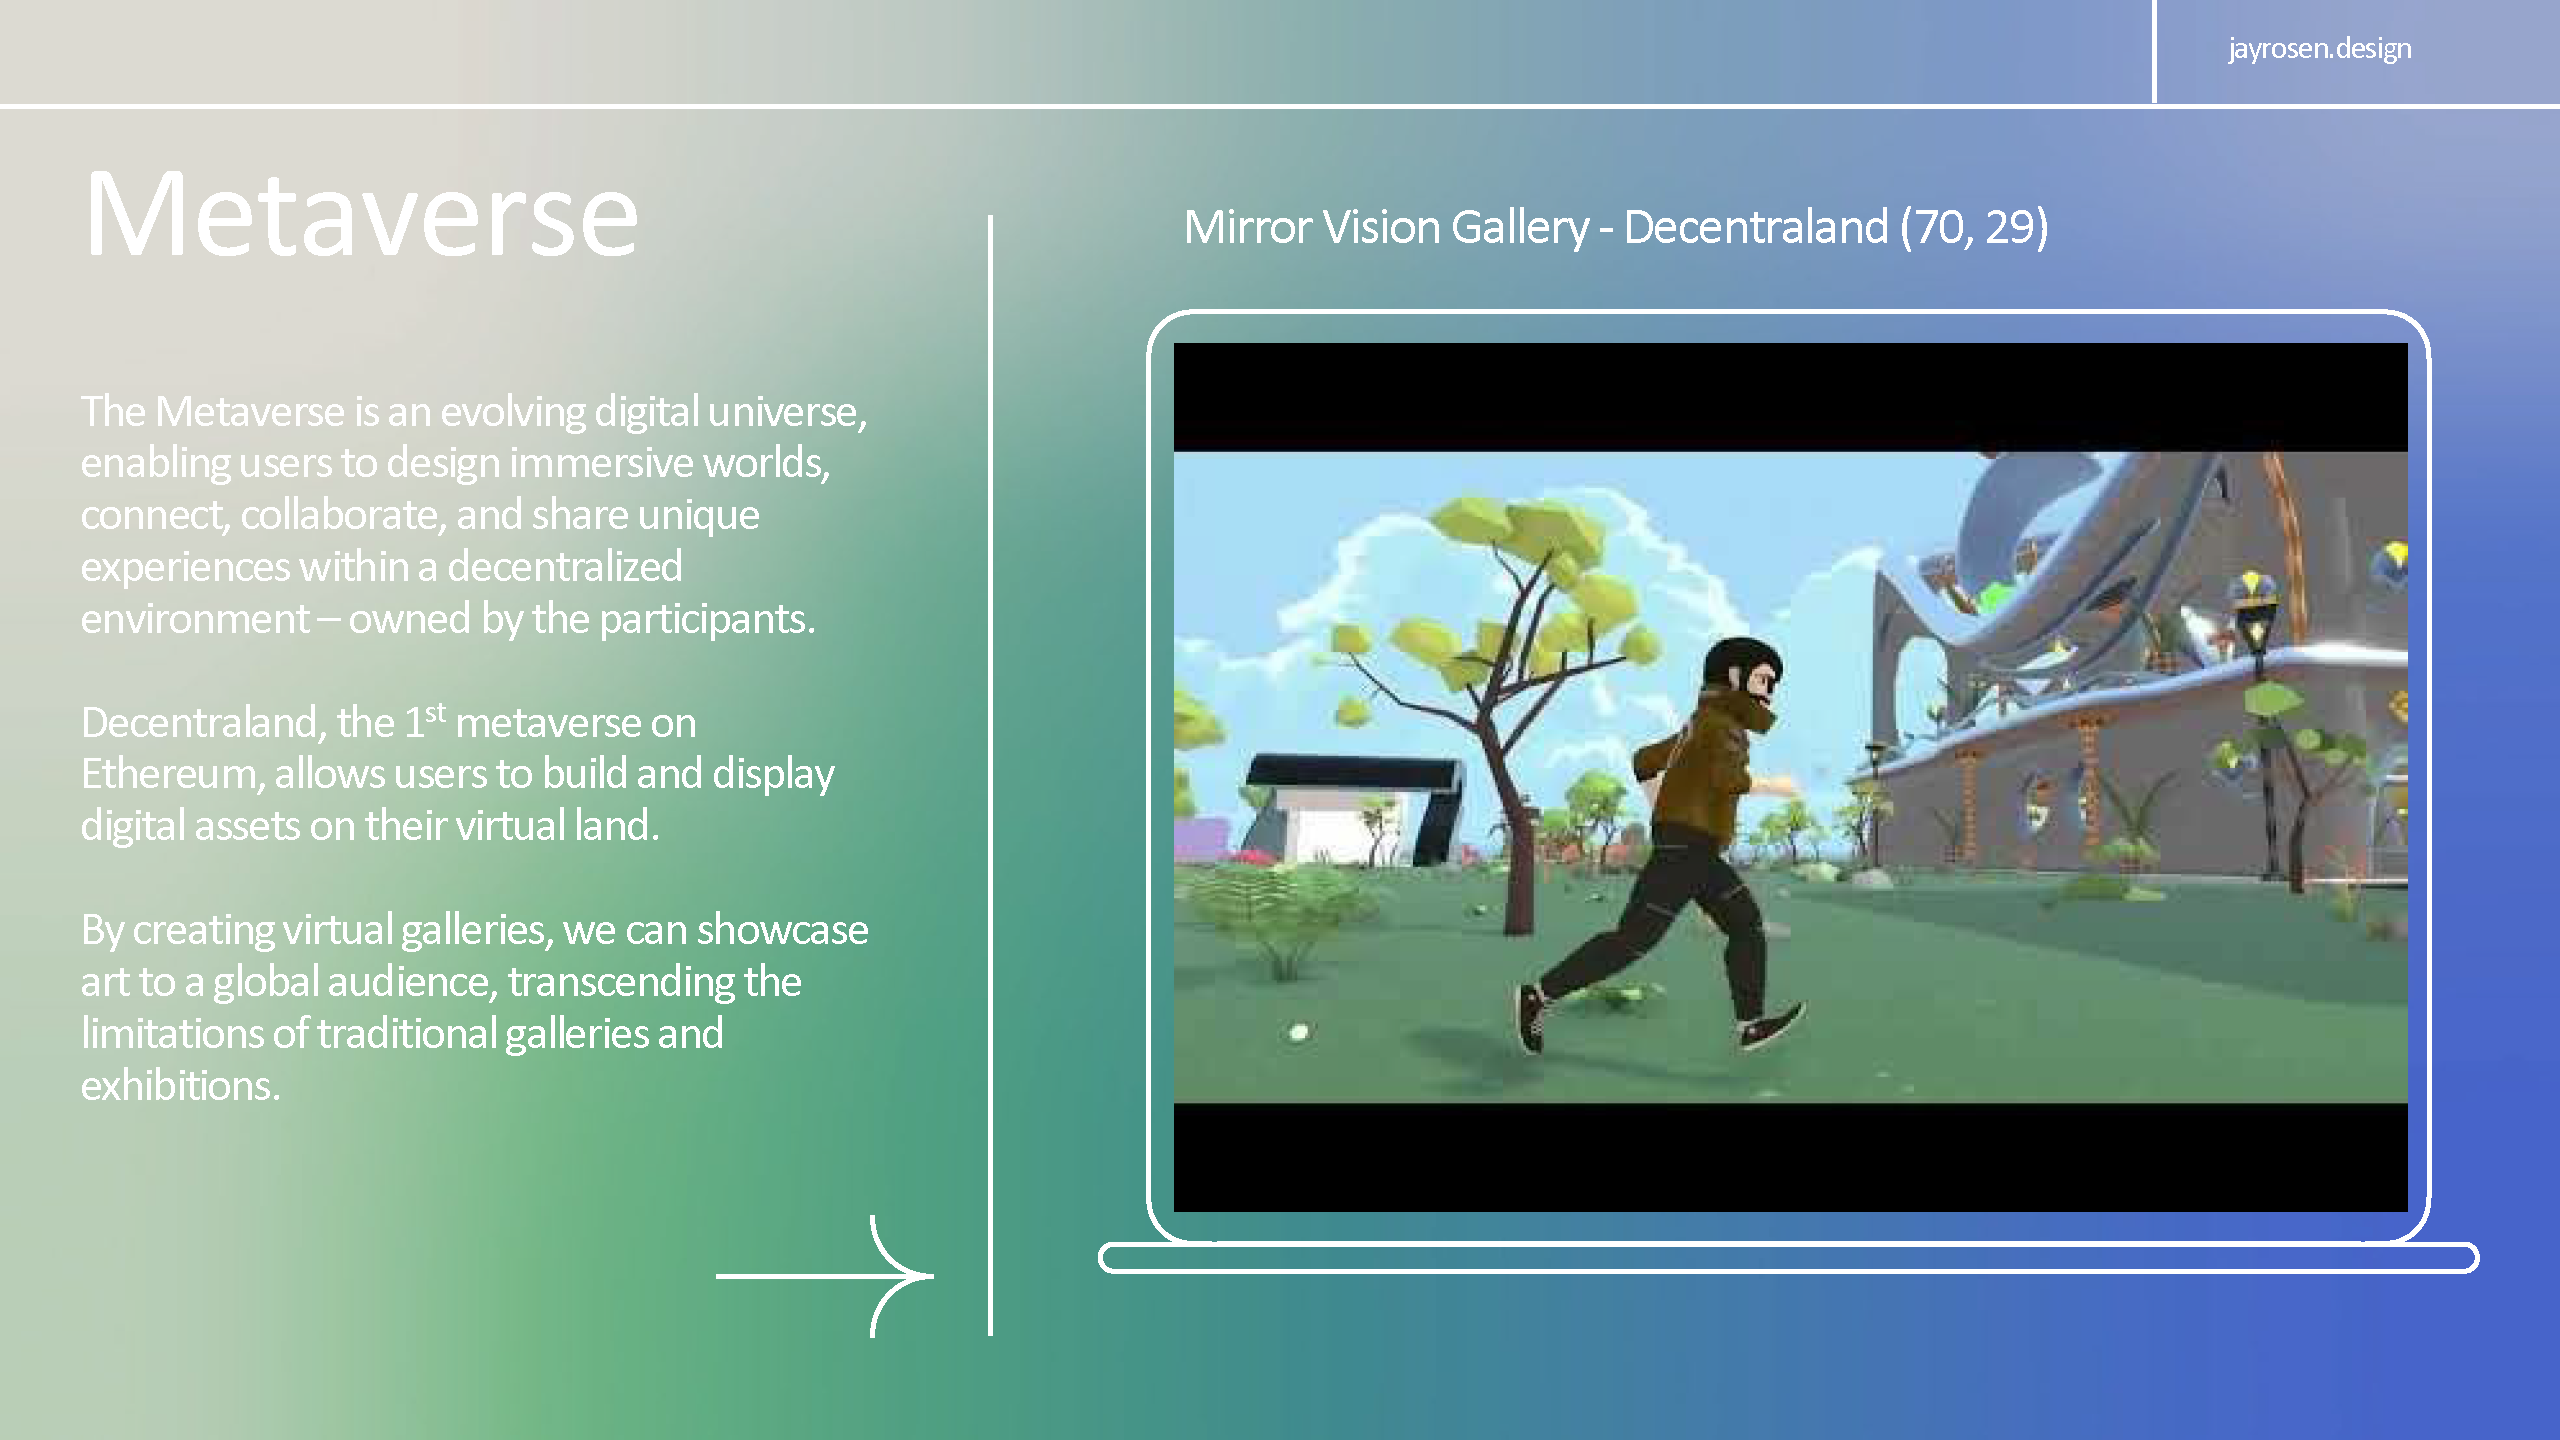 jayrosen.design
Metaverse
The Metaverse is an evolving digital universe,
enabling users to design immersive worlds,
connect, collaborate, and share unique
experiences within a decentralized
environment – owned by the participants.
Decentraland, the 1st metaverse on
Ethereum, allows users to build and display
digital assets on their virtual land.
By creating virtual galleries, we can showcase
art to a global audience, transcending the
limitations of traditional galleries and
exhibitions.
Mirror Vision Gallery - Decentraland (70, 29)